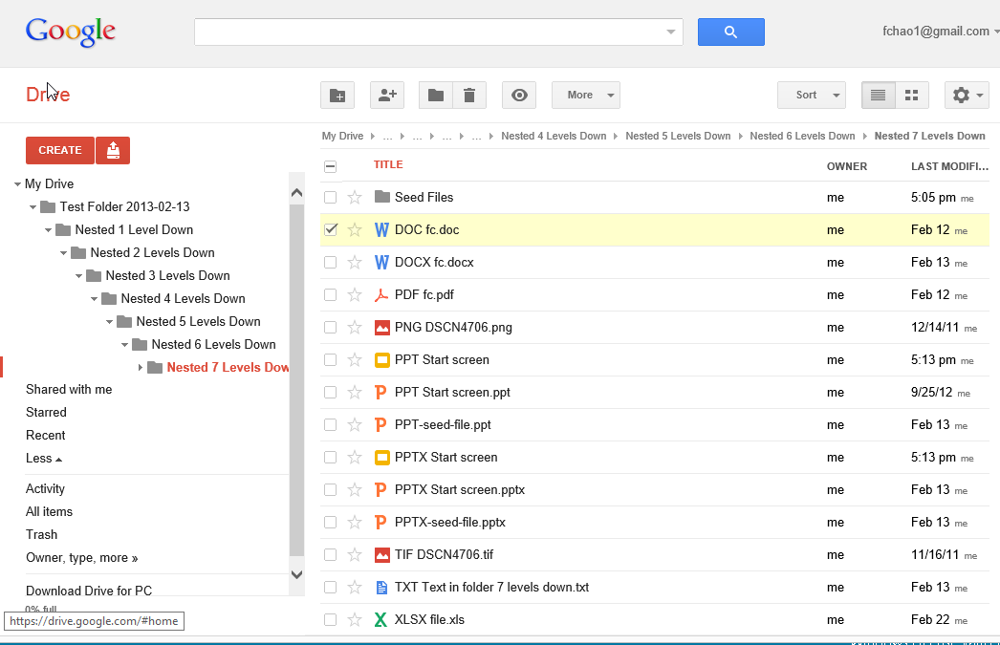 Google
fchao1@gmail.com
Drive
More
Sort
CREATE
My Drive
Test Folder 2013-02-13
Nested 1 Level Down
Nested 2 Levels Down
Nested 3 Levels Down
Nested 4 Levels Down
Nested 5 Levels Down
Nested 6 Levels Down
Nested 7 Levels Dow
Shared with me
Starred
Recent
Less
Activity
All items
Trash
Owner, type, more »
Download Drive for PC
0% full
https://drive.google.com/#home
My Drive ... ... ... ... Nested 4 Levels Down Nested 5 Levels Down Nested 6 Levels Down Nested 7 Levels Down
TITLE OWNER LAST MODIFI...
Seed Files me 5:05 pm me
DOC fc.doc me Feb 12 me
DOCX fc.docx me Feb 13 me
PDF fc.pdf me Feb 12 me
PNG DSCN4706.png me 12/14/11 me
PPT Start screen me 5:13 pm me
PPT Start screen.ppt me 9/25/12 me
PPT-seed-file.ppt me Feb 13 me
PPTX Start screen me 5:13 pm me
PPTX Start screen.pptx me Feb 13 me
PPTX-seed-file.pptx me Feb 13 me
TIF DSCN4706.tif me 11/16/11 me
TXT Text in folder 7 levels down.txt me Feb 13 me
XLSX file.xls me Feb 22 me